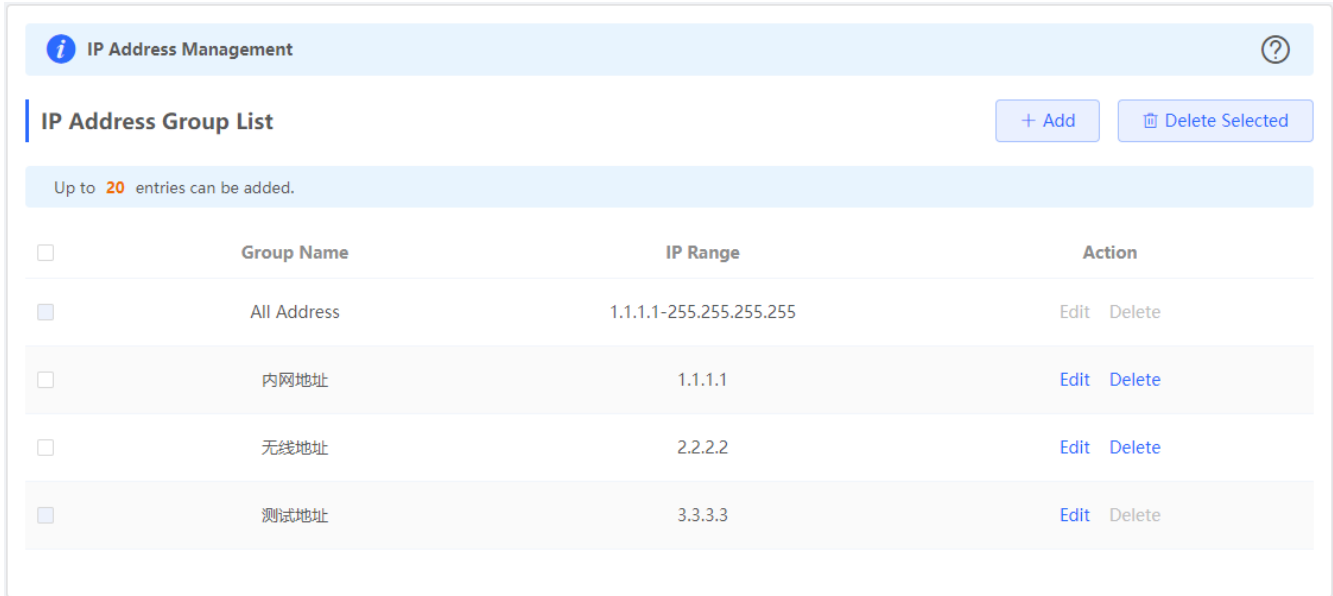 IP Address Management
IP Address Group List
+ Add
Delete Selected
Up to 20 entries can be added.
Group Name IP Range Action
All Address 1.1.1.1-255.255.255.255 Edit Delete
内网地址 1.1.1.1 Edit Delete
无线地址 2.2.2.2 Edit Delete
测试地址 3.3.3.3 Edit Delete